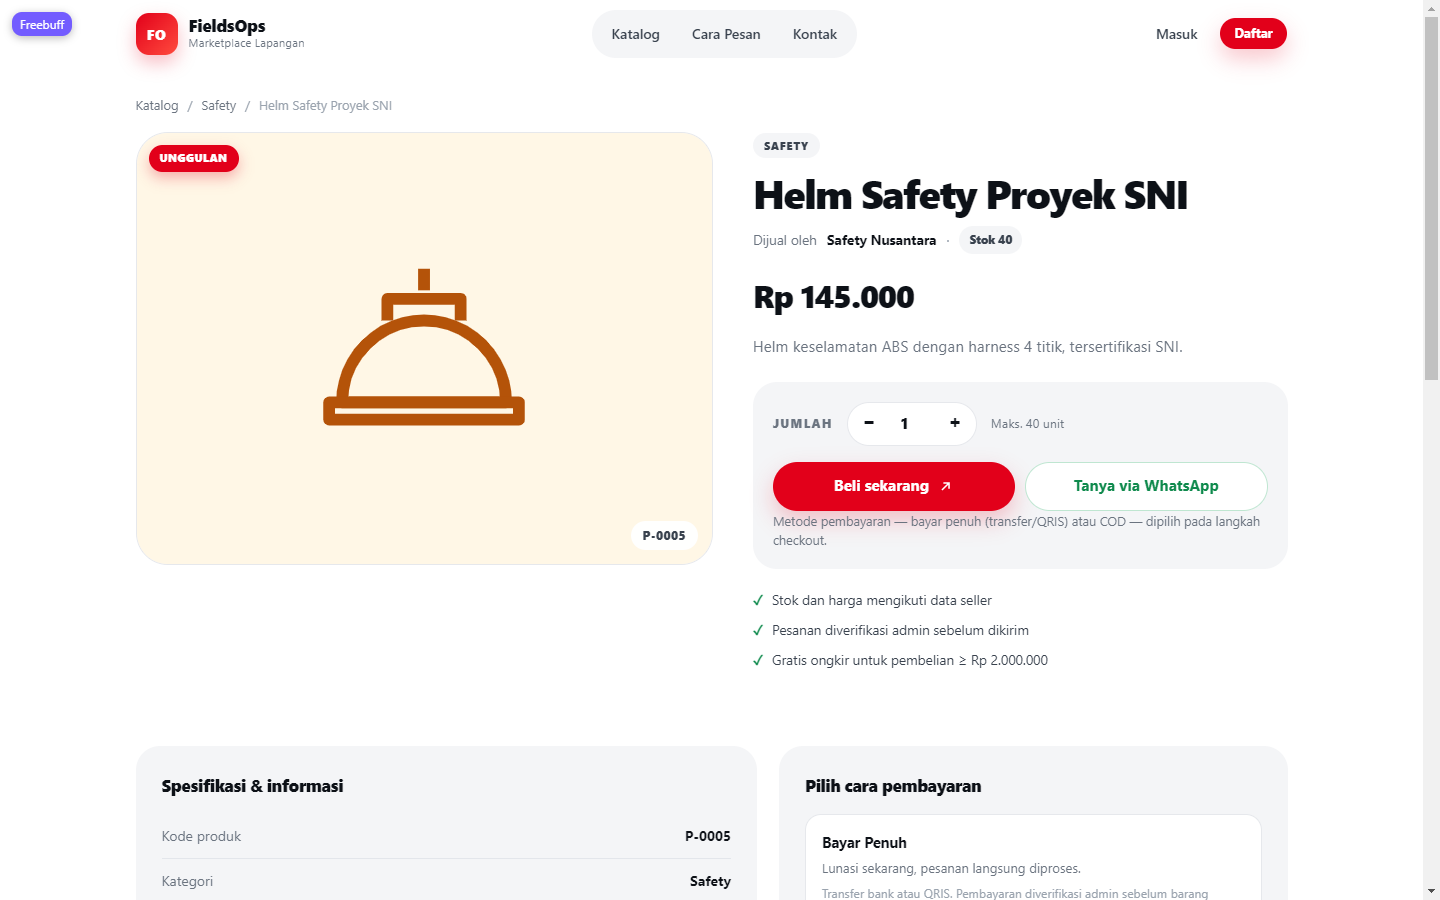 Freebuff
FO
FieldsOps
Marketplace Lapangan
Katalog
Cara Pesan
Kontak
Masuk
Daftar
Katalog / Safety / Helm Safety Proyek SNI
UNGGULAN
P-0005
SAFETY
Helm Safety Proyek SNI
Dijual oleh Safety Nusantara · Stok 40
Rp 145.000
Helm keselamatan ABS dengan harness 4 titik, tersertifikasi SNI.
JUMLAH − 1 + Maks. 40 unit
Beli sekarang ↗
Tanya via WhatsApp
Metode pembayaran — bayar penuh (transfer/QRIS) atau COD — dipilih pada langkah
checkout.
✓ Stok dan harga mengikuti data seller
✓ Pesanan diverifikasi admin sebelum dikirim
✓ Gratis ongkir untuk pembelian ≥ Rp 2.000.000
Spesifikasi & informasi
Kode produk P-0005
Kategori Safety
Pilih cara pembayaran
Bayar Penuh
Lunasi sekarang, pesanan langsung diproses.
Transfer bank atau QRIS. Pembayaran diverifikasi admin sebelum barang